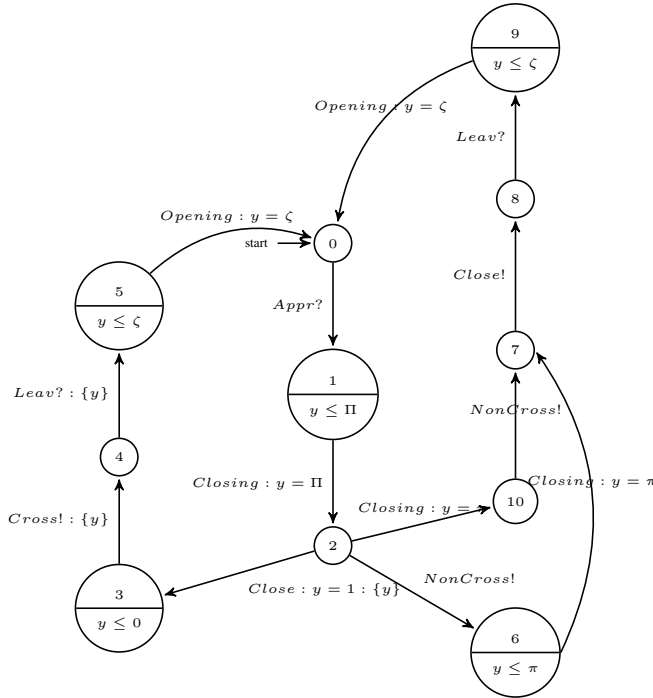 9
y ≤ ζ
Opening : y = ζ
Leav?
8
Opening : y = ζ
start
0
Close!
5
y ≤ ζ
Appr?
7
1
y ≤ Π
Leav? : {y}
NonCross!
4
Closing : y = Π
Closing : y = π
Closing : y =
10
Cross! : {y}
2
NonCross!
Close : y = 1 : {y}
3
y ≤ 0
6
y ≤ π